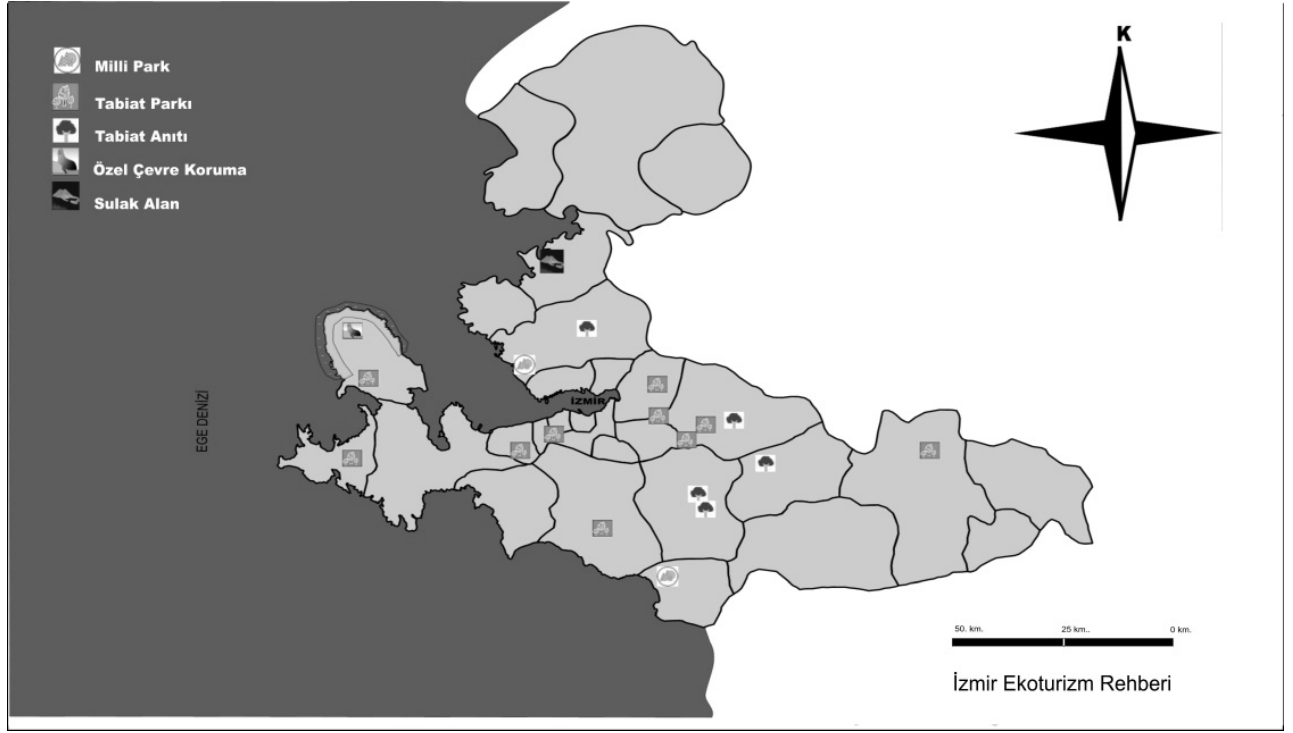 K
Milli Park
Tabiat Parkı
Tabiat Anıtı
Özel Çevre Koruma
Sulak Alan
İZMİR
EGE DENİZİ
50. km. 25 km.. 0 km.
İzmir Ekoturizm Rehberi